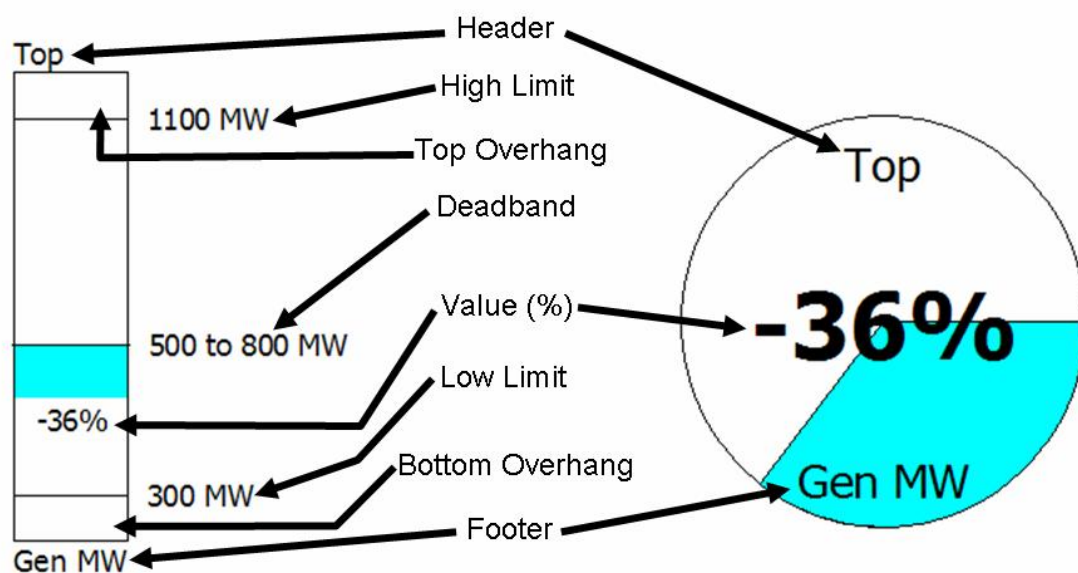 Header
Top
High Limit
1100 MW
Top Overhang
Top
Deadband
Value (%)
-36%
500 to 800 MW
Low Limit
-36%
Bottom Overhang
300 MW
Gen MW
Footer
Gen MW